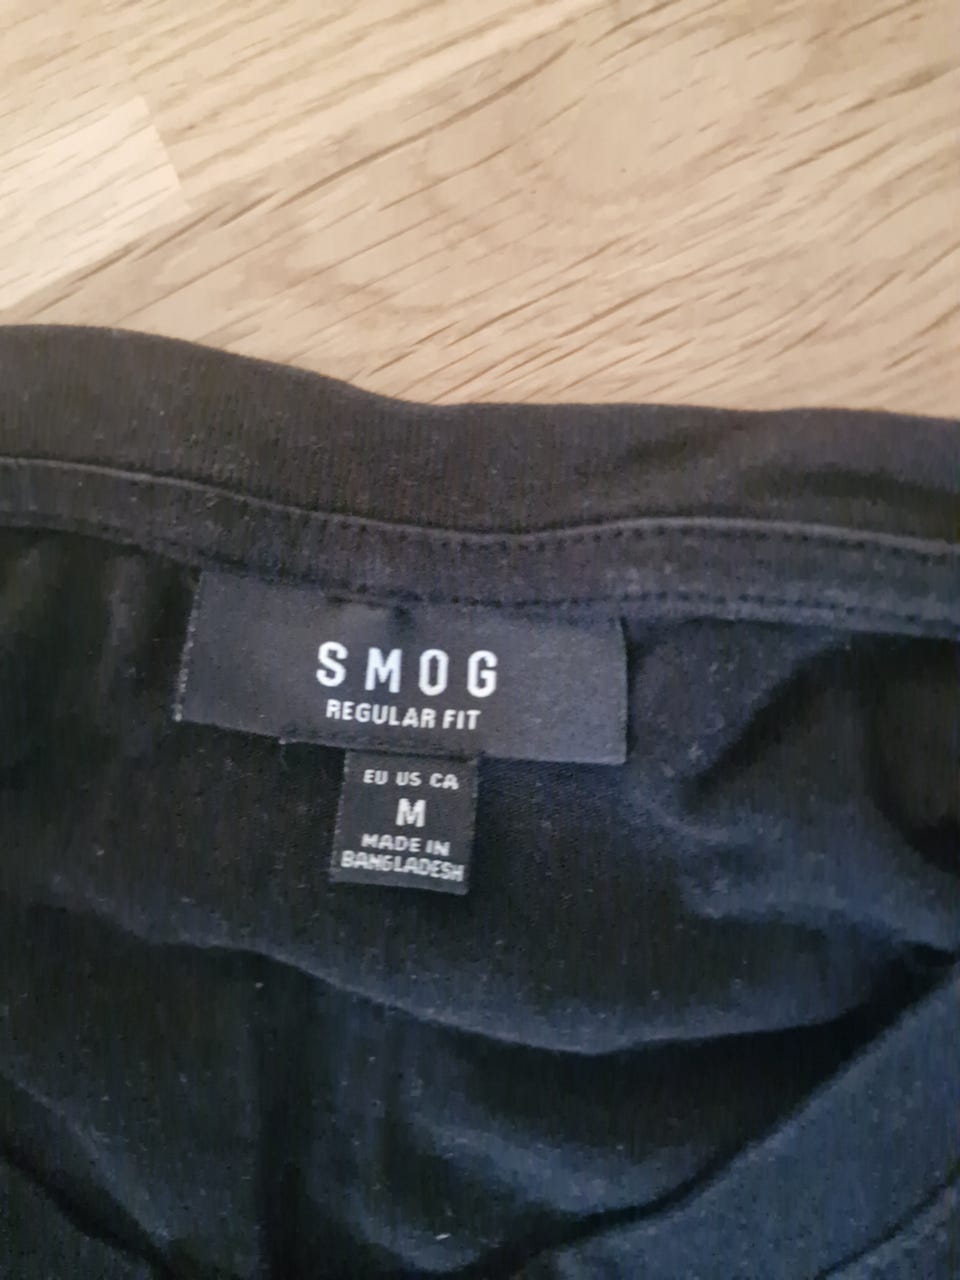 SMOG
REGULAR FIT
EU US CA
M
MADE IN
BANGLADESH